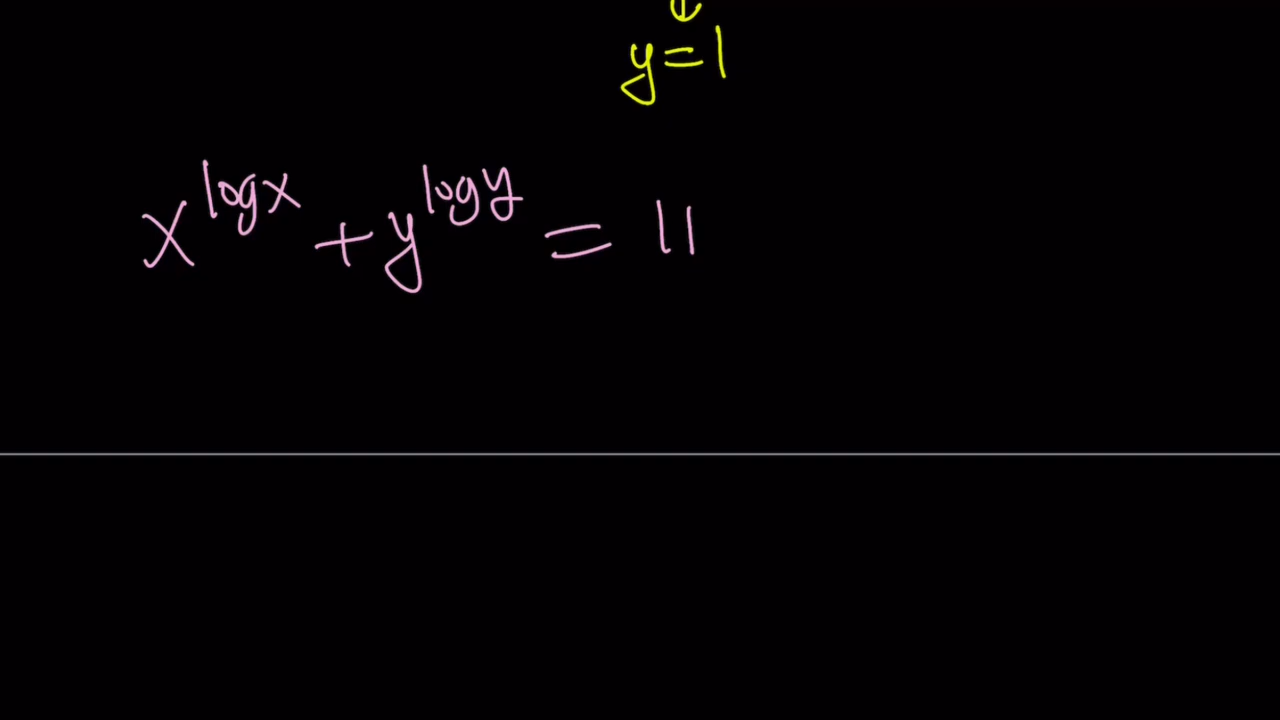 y=1
x^{log x} + y^{log y} = 11